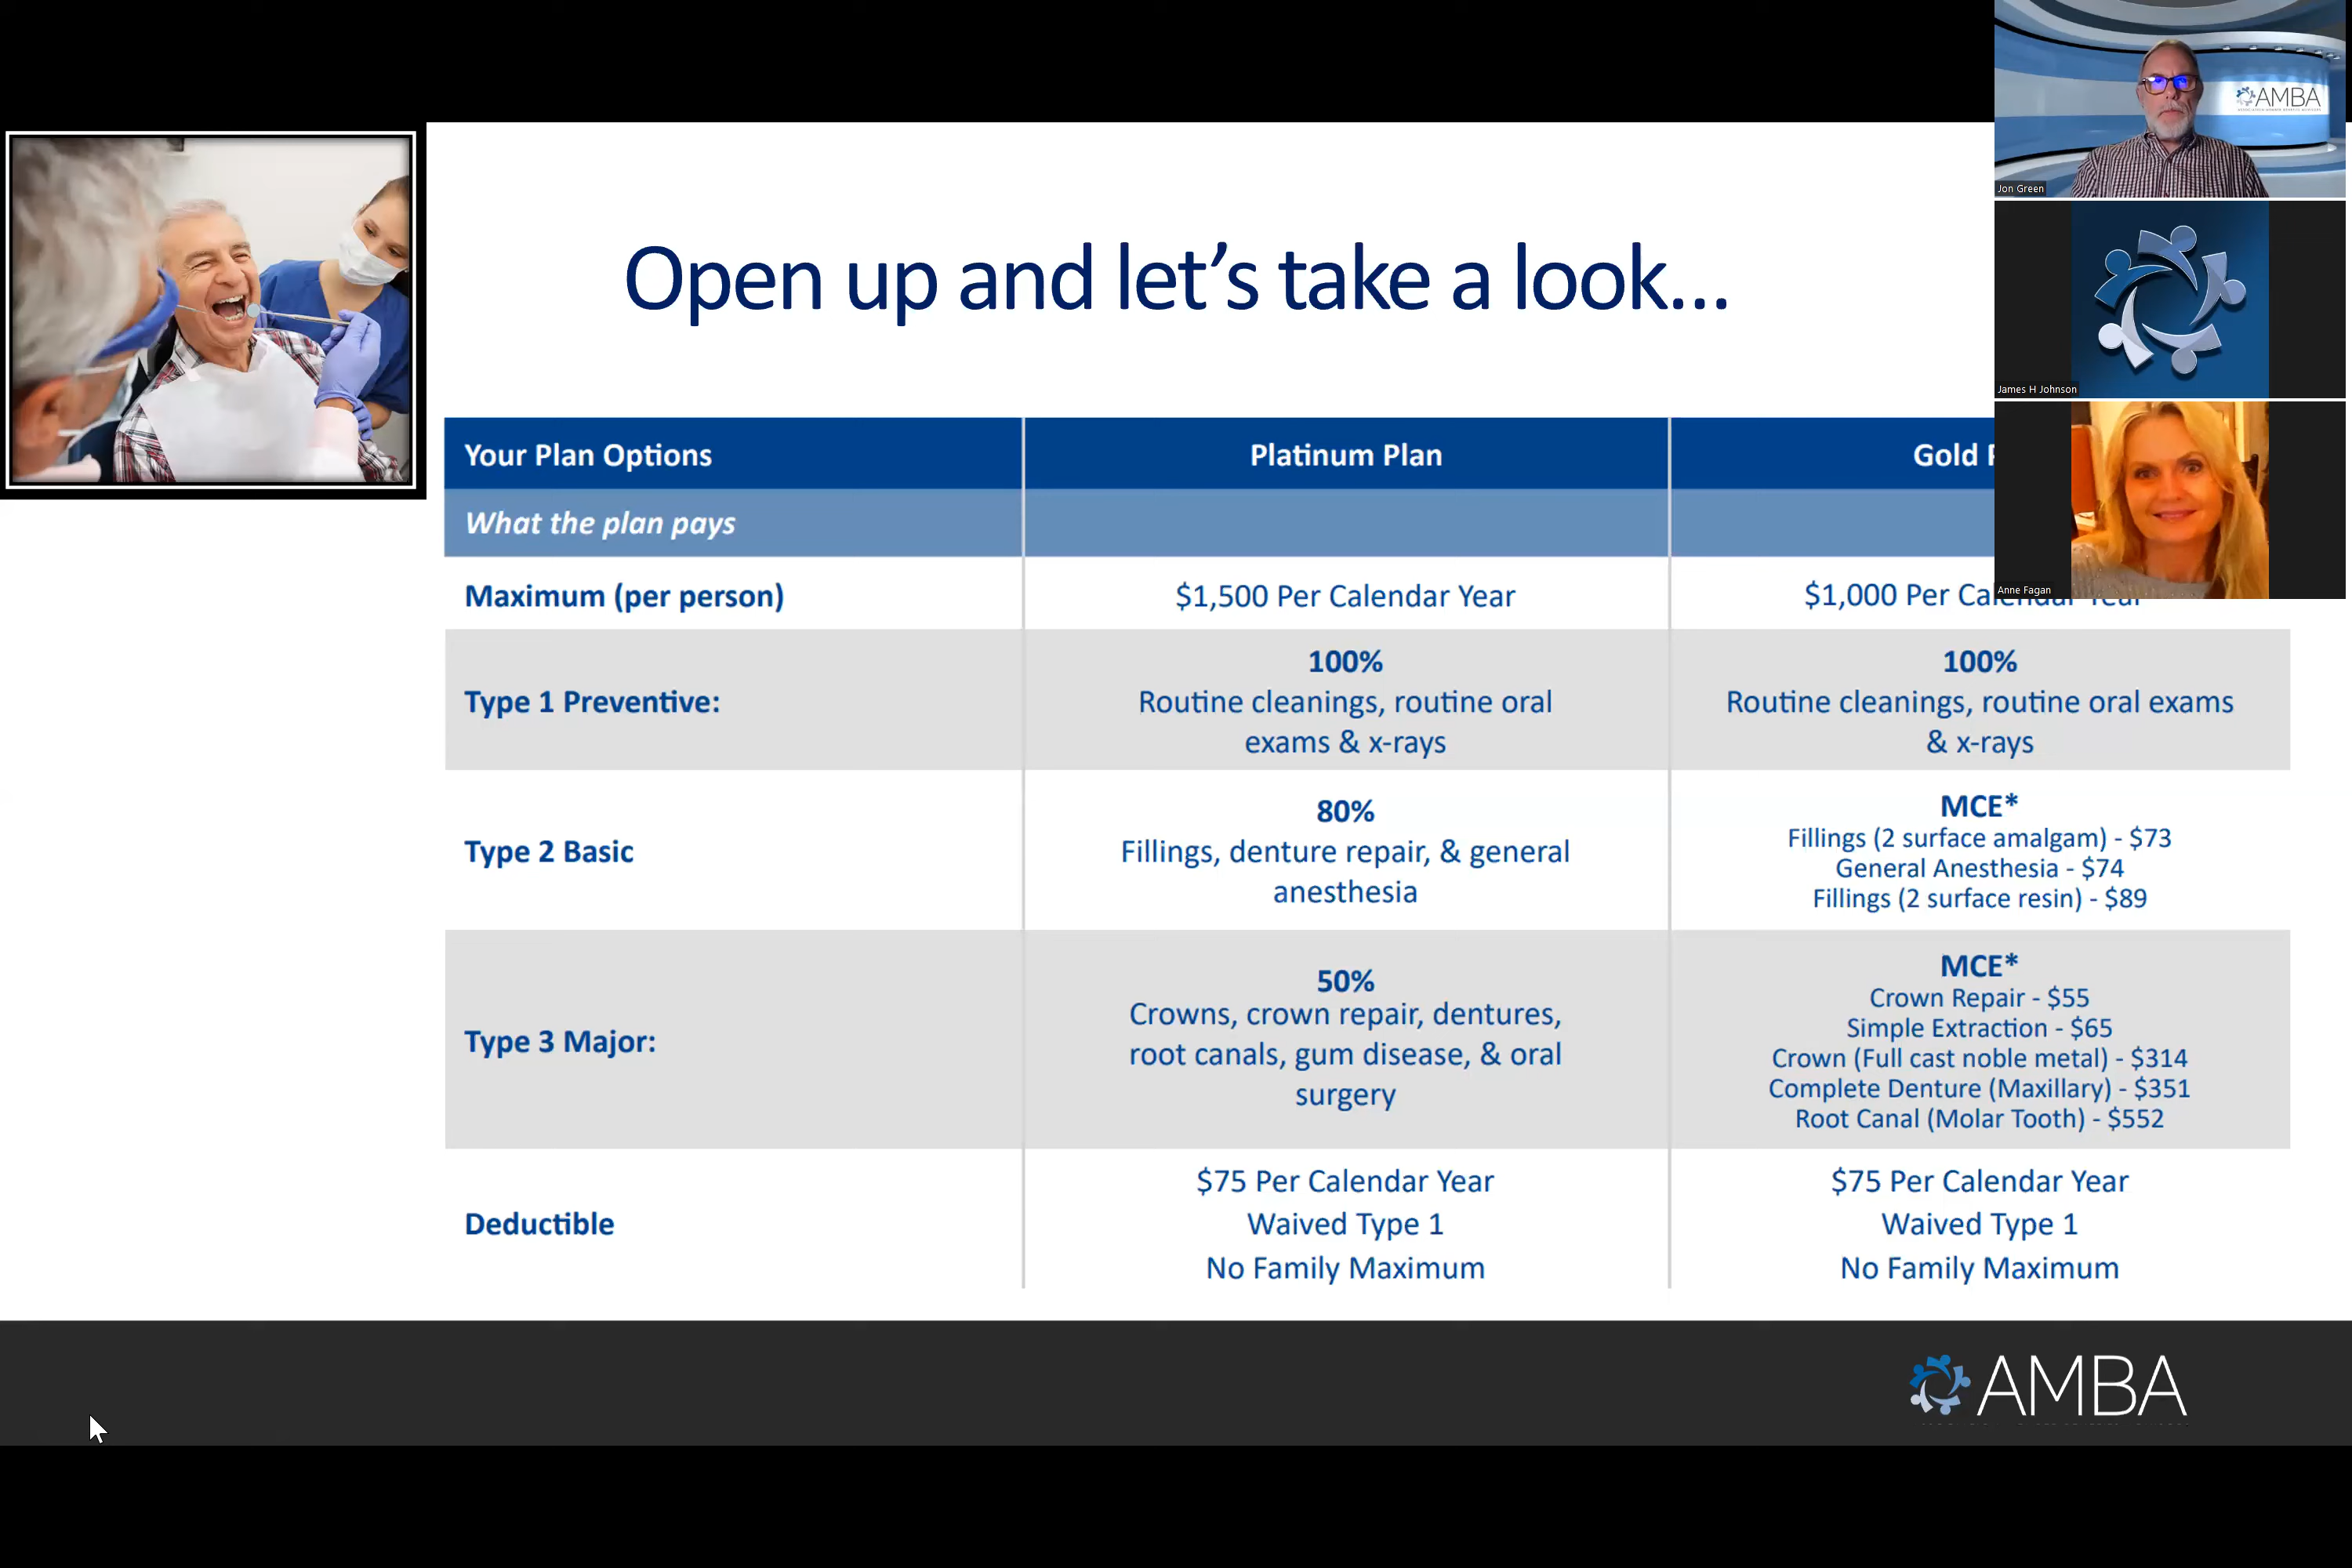 AMBA
Jon Green
Open up and let's take a look...
James H Johnson
Your Plan Options
Platinum Plan
Gold
What the plan pays
Anne Fagan
Maximum (per person)
$1,500 Per Calendar Year
$1,000 Per Calendar Year
Type 1 Preventive:
100%
Routine cleanings, routine oral
exams & x-rays
100%
Routine cleanings, routine oral exams
& x-rays
Type 2 Basic
80%
Fillings, denture repair, & general
anesthesia
MCE*
Fillings (2 surface amalgam) - $73
General Anesthesia - $74
Fillings (2 surface resin) - $89
Type 3 Major:
50%
Crowns, crown repair, dentures,
root canals, gum disease, & oral
surgery
MCE*
Crown Repair - $55
Simple Extraction - $65
Crown (Full cast noble metal) - $314
Complete Denture (Maxillary) - $351
Root Canal (Molar Tooth) - $552
Deductible
$75 Per Calendar Year
Waived Type 1
No Family Maximum
$75 Per Calendar Year
Waived Type 1
No Family Maximum
AMBA